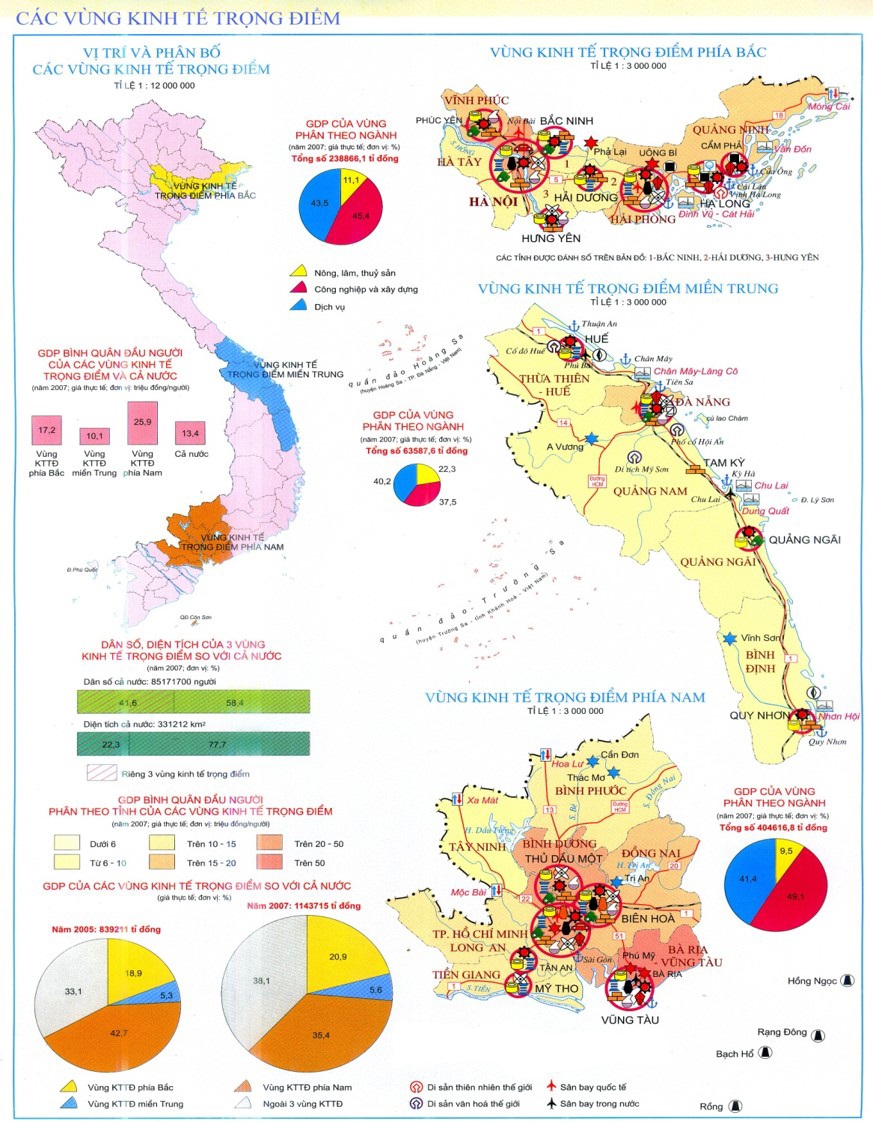 CÁC VÙNG KINH TẾ TRỌNG ĐIỂM
VỊ TRÍ VÀ PHÂN BỐ
CÁC VÙNG KINH TẾ TRỌNG ĐIỂM
TỈ LỆ 1 : 12 000 000
VÙNG KINH TẾ
TRỌNG ĐIỂM PHÍA BẮC
VÙNG KINH TẾ
TRỌNG ĐIỂM MIỀN TRUNG
VÙNG KINH TẾ
TRỌNG ĐIỂM PHÍA NAM
Đ.Phú Quốc
QĐ.Côn Sơn
GDP CỦA VÙNG
PHÂN THEO NGÀNH
(năm 2007; giá thực tế; đơn vị: %)
Tổng số 238866,1 tỉ đồng
11,1
43,5
45,4
Nông, lâm, thuỷ sản
Công nghiệp và xây dựng
Dịch vụ
GDP BÌNH QUÂN ĐẦU NGƯỜI
CỦA CÁC VÙNG KINH TẾ
TRỌNG ĐIỂM VÀ CẢ NƯỚC
(năm 2007; giá thực tế; đơn vị: triệu đồng/người)
17,2
10,1
25,9
13,4
Vùng KTTĐ phía Bắc
Vùng KTTĐ miền Trung
Vùng KTTĐ phía Nam
Cả nước
quần đảo Hoàng Sa
(huyện Hoàng Sa - TP. Đà Nẵng - Việt Nam)
GDP CỦA VÙNG
PHÂN THEO NGÀNH
(năm 2007; giá thực tế; đơn vị: %)
Tổng số 63587,6 tỉ đồng
22,3
40,2
37,5
quần đảo Trường Sa
(huyện Trường Sa - tỉnh Khánh Hoà - Việt Nam)
DÂN SỐ, DIỆN TÍCH CỦA 3 VÙNG
KINH TẾ TRỌNG ĐIỂM SO VỚI CẢ NƯỚC
(năm 2007; đơn vị: %)
Dân số cả nước: 85171700 người
41,6
58,4
Diện tích cả nước: 331212 km²
22,3
77,7
Riêng 3 vùng kinh tế trọng điểm
GDP BÌNH QUÂN ĐẦU NGƯỜI
PHÂN THEO TỈNH CỦA CÁC VÙNG KINH TẾ TRỌNG ĐIỂM
(năm 2007; giá thực tế; đơn vị: triệu đồng/người)
Dưới 6
Trên 10 - 15
Trên 20 - 50
Từ 6 - 10
Trên 15 - 20
Trên 50
GDP CỦA CÁC VÙNG KINH TẾ TRỌNG ĐIỂM SO VỚI CẢ NƯỚC
(giá thực tế; đơn vị: %)
Năm 2005: 839211 tỉ đồng
18,9
5,3
42,7
33,1
Năm 2007: 1143715 tỉ đồng
20,9
5,6
35,4
38,1
Vùng KTTĐ phía Bắc
Vùng KTTĐ phía Nam
Vùng KTTĐ miền Trung
Ngoài 3 vùng KTTĐ
Di sản thiên nhiên thế giới
Sân bay quốc tế
Di sản văn hoá thế giới
Sân bay trong nước
VÙNG KINH TẾ TRỌNG ĐIỂM PHÍA BẮC
TỈ LỆ 1 : 3 000 000
VĨNH PHÚC
PHÚC YÊN
Nội Bài
BẮC NINH
Phả Lại
UÔNG BÍ
QUẢNG NINH
CẨM PHẢ
Móng Cái
18
Vân Đồn
Cửa Ông
Cái Lân
Vịnh Hạ Long
HẠ LONG
Đình Vũ - Cát Hải
S. HỒNG
HÀ TÂY
HÀ NỘI
1
5
2
3
HẢI DƯƠNG
HẢI PHÒNG
HƯNG YÊN
CÁC TỈNH ĐƯỢC ĐÁNH SỐ TRÊN BẢN ĐỒ: 1-BẮC NINH, 2-HẢI DƯƠNG, 3-HƯNG YÊN
VÙNG KINH TẾ TRỌNG ĐIỂM MIỀN TRUNG
TỈ LỆ 1 : 3 000 000
1
Thuận An
HUẾ
Cố đô Huế
Phú Bài
Chân Mây
Chân Mây-Lăng Cô
THỪA THIÊN
HUẾ
Tiên Sa
ĐÀ NẴNG
cù lao Chàm
14
A Vương
Phố cổ Hội An
Di tích Mỹ Sơn
TAM KỲ
Kỳ Hà
Chu Lai
Chu Lai
Đường HCM
QUẢNG NAM
Đ. Lý Sơn
Dung Quất
QUẢNG NGÃI
QUẢNG NGÃI
Vĩnh Sơn
BÌNH
ĐỊNH
1
QUY NHƠN
Nhơn Hội
Quy Nhơn
VÙNG KINH TẾ TRỌNG ĐIỂM PHÍA NAM
TỈ LỆ 1 : 3 000 000
Hoa Lư
Cần Đơn
Thác Mơ
BÌNH PHƯỚC
Xa Mát
13
S. Bé
Đường HCM
S. Đồng Nai
H. Dầu Tiếng
TÂY NINH
BÌNH DƯƠNG
THỦ DẦU MỘT
ĐỒNG NAI
H. Trị An
20
Trị An
Mộc Bài
22
BIÊN HOÀ
1
TP. HỒ CHÍ MINH
LONG AN
51
BÀ RỊA
- VŨNG TÀU
Sài Gòn
Phú Mỹ
BÀ RỊA
TIỀN GIANG
TÂN AN
1
S. TIỀN
MỸ THO
VŨNG TÀU
GDP CỦA VÙNG
PHÂN THEO NGÀNH
(năm 2007; giá thực tế; đơn vị: %)
Tổng số 404616,8 tỉ đồng
9,5
41,4
49,1
Hồng Ngọc
Rạng Đông
Bạch Hổ
Rồng